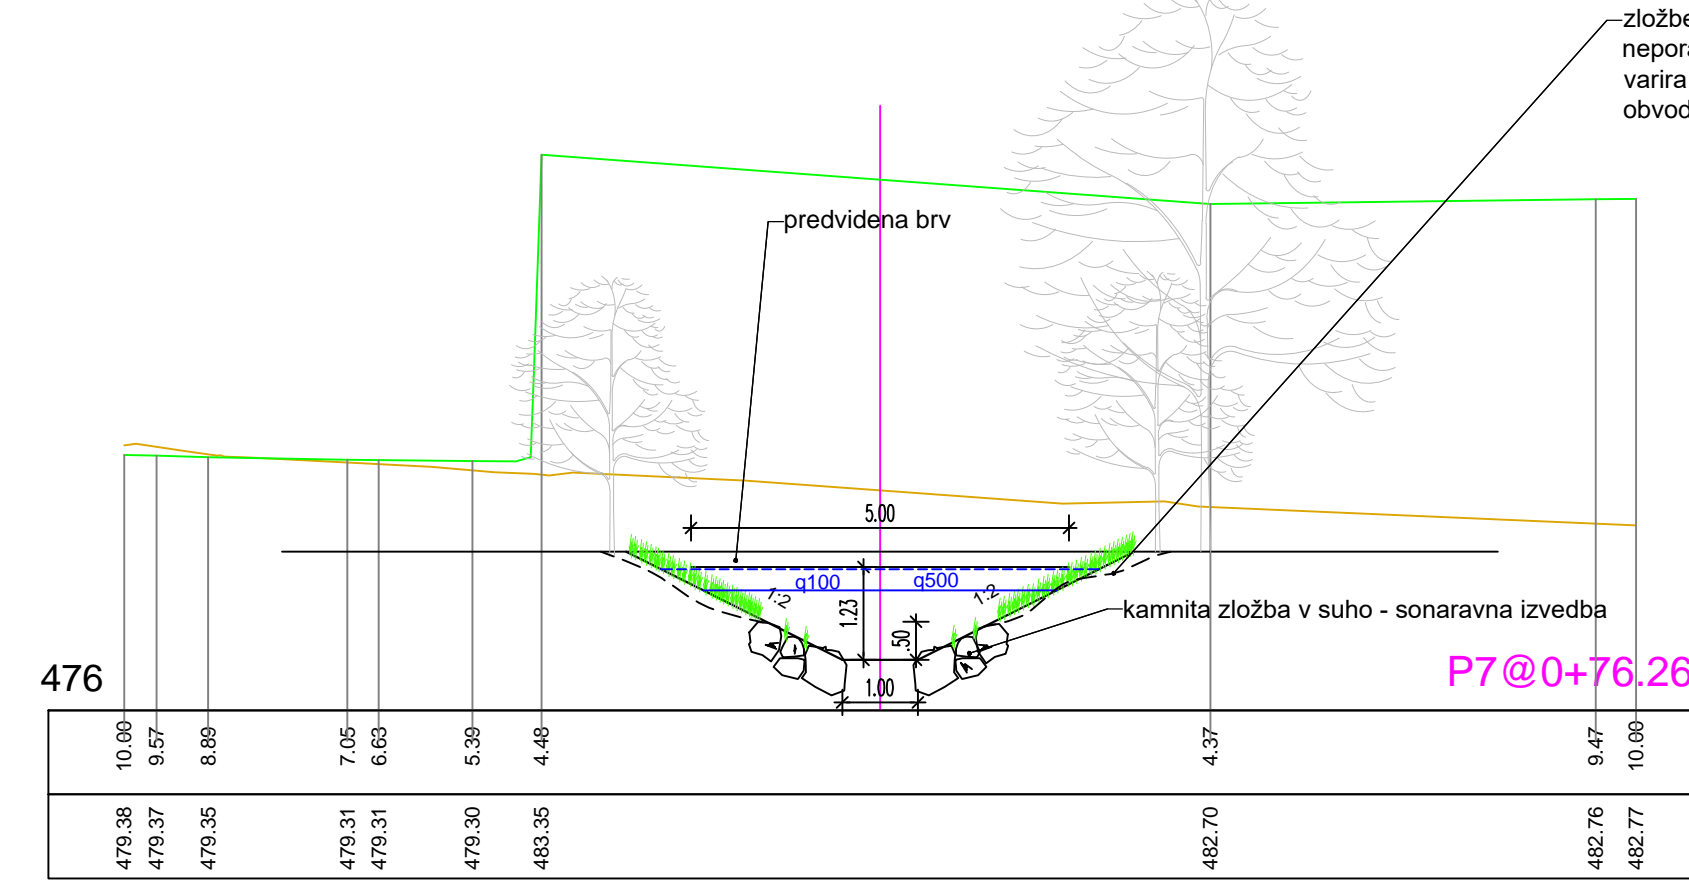 zložbe
nepora
varira
obvod
predvidena brv
5.00
q100
q500
1:2
1:2
1.23
.50
kamnita zložba v suho - sonaravna izvedba
1.00
476
P7@0+76.26
10.00 9.57 8.89 7.05 6.63 5.39 4.48 4.37 9.47 10.00
479.38 479.37 479.35 479.31 479.31 479.30 483.35 482.70 482.76 482.77